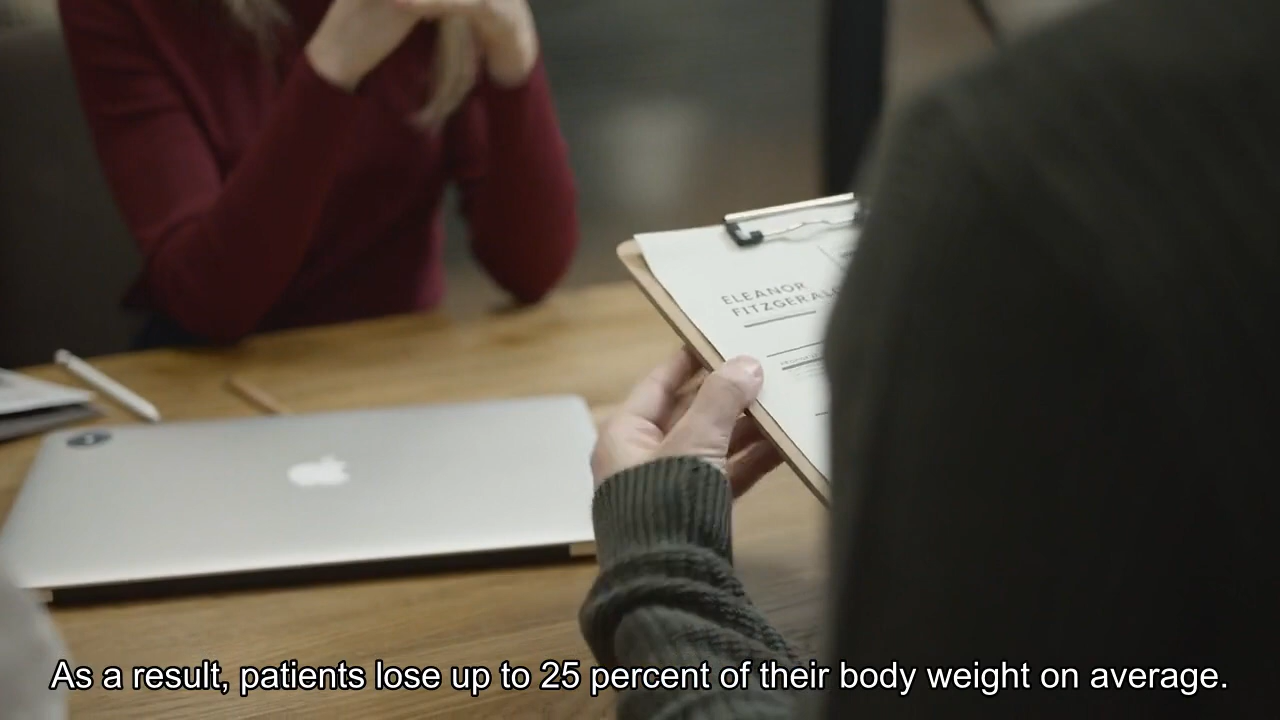 ELEANOR
FITZGERALD
As a result, patients lose up to 25 percent of their body weight on average.